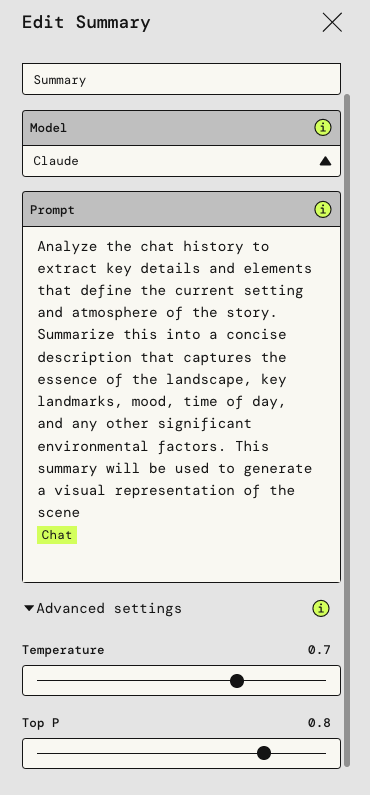 Edit Summary
Summary
Model
i
Claude
Prompt
i
Analyze the chat history to
extract key details and elements
that define the current setting
and atmosphere of the story.
Summarize this into a concise
description that captures the
essence of the landscape, key
landmarks, mood, time of day,
and any other significant
environmental factors. This
summary will be used to generate
a visual representation of the
scene
Chat
Advanced settings
i
Temperature 0.7
Top P 0.8